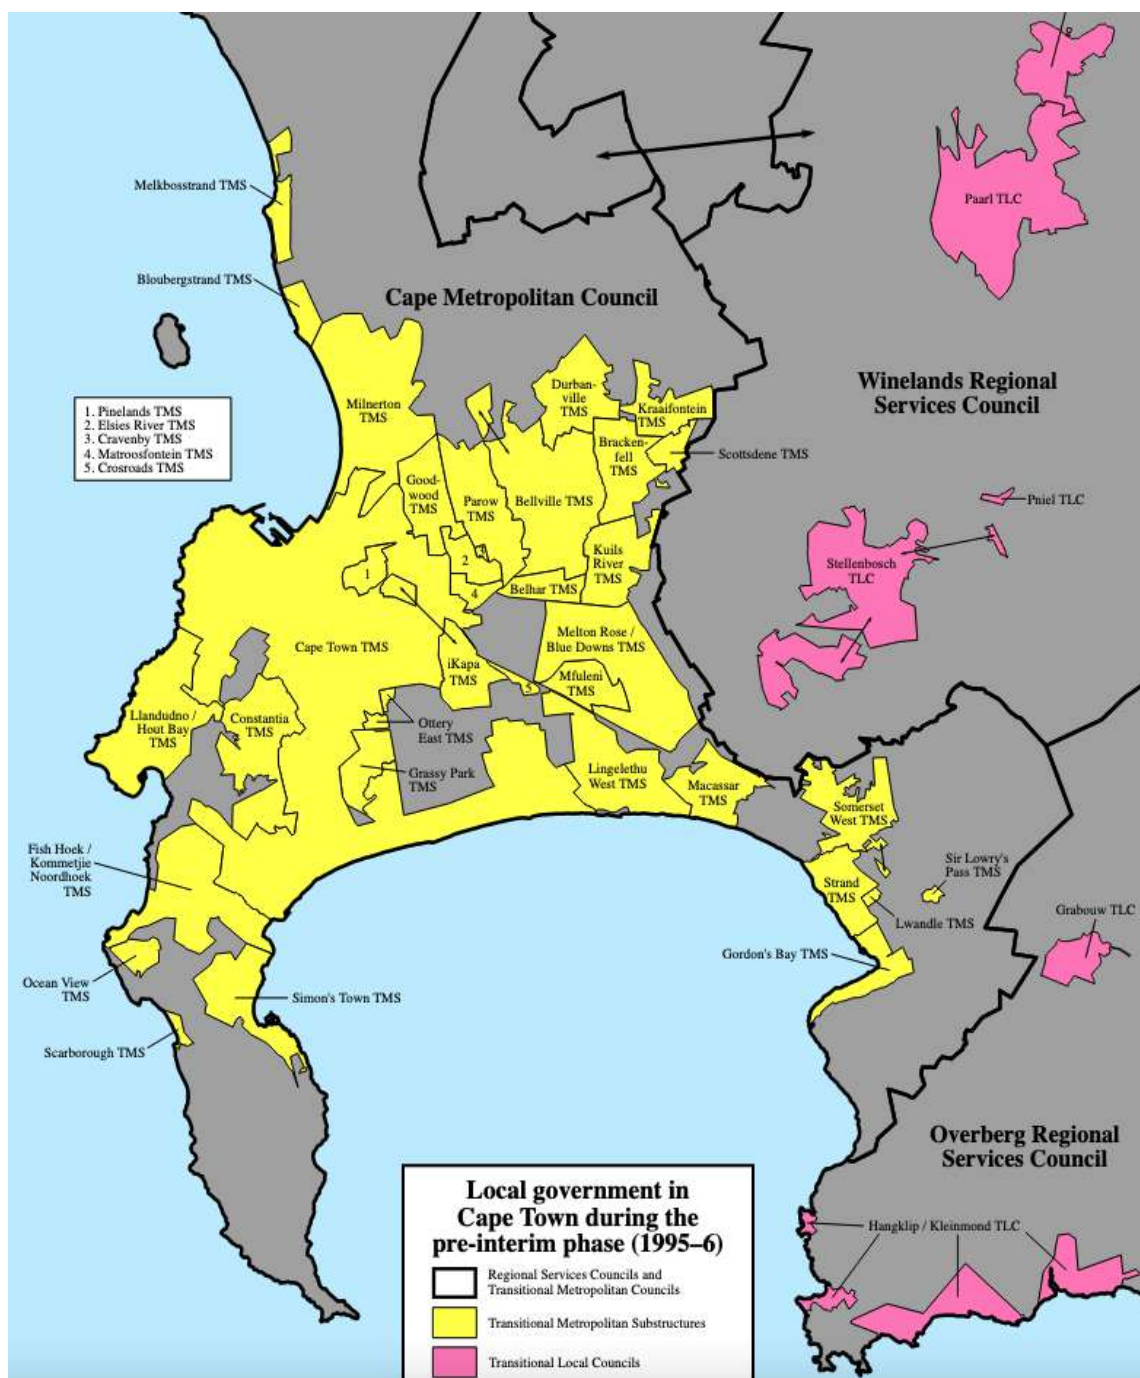 Melkbosstrand TMS
Bloubergstrand TMS
Cape Metropolitan Council
Paarl TLC
Winelands Regional
Services Council
1. Pinelands TMS
2. Elsies River TMS
3. Cravenby TMS
4. Matroosfontein TMS
5. Crosroads TMS
Milnerton
TMS
Durban-
ville
TMS
Kraaifontein
TMS
Bracken-
fell
TMS
Scottsdene TMS
Good-
wood
TMS
Parow
TMS
Bellville TMS
Kuils
River
TMS
Pniel TLC
Stellenbosch
TLC
1
2
3
4
Belhar TMS
Cape Town TMS
iKapa
TMS
5
Melton Rose /
Blue Downs TMS
Mfuleni
TMS
Llandudno /
Hout Bay
TMS
Constantia
TMS
Ottery
East TMS
Grassy Park
TMS
Lingelethu
West TMS
Macassar
TMS
Somerset
West TMS
Fish Hoek /
Kommetjie
Noordhoek
TMS
Strand
TMS
Sir Lowry's
Pass TMS
Lwandle TMS
Grabouw TLC
Gordon's Bay TMS
Ocean View
TMS
Simon's Town TMS
Scarborough TMS
Overberg Regional
Services Council
Hangklip / Kleinmond TLC
Local government in
Cape Town during the
pre-interim phase (1995–6)
Regional Services Councils and
Transitional Metropolitan Councils
Transitional Metropolitan Substructures
Transitional Local Councils